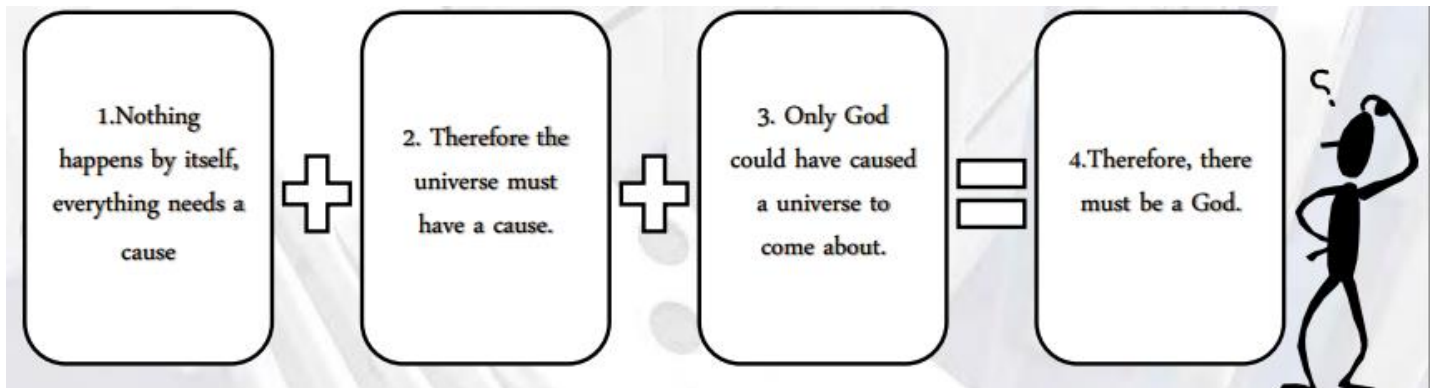 1.Nothing
happens by itself,
everything needs a
cause
2. Therefore the
universe must
have a cause.
3. Only God
could have caused
a universe to
come about.
4.Therefore, there
must be a God.
?